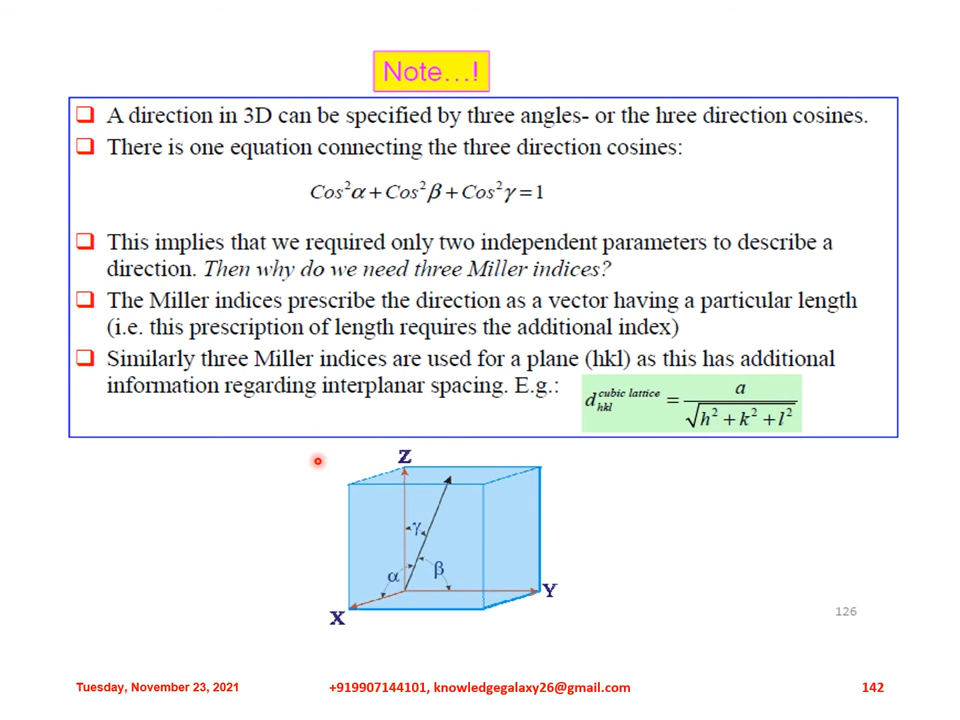 Note…!
❑ A direction in 3D can be specified by three angles- or the hree direction cosines.
❑ There is one equation connecting the three direction cosines:
Cos²α + Cos²β + Cos²γ = 1
❑ This implies that we required only two independent parameters to describe a
direction. Then why do we need three Miller indices?
❑ The Miller indices prescribe the direction as a vector having a particular length
(i.e. this prescription of length requires the additional index)
❑ Similarly three Miller indices are used for a plane (hkl) as this has additional
information regarding interplanar spacing. E.g.:
d_{hkl}^{cubic lattice} = a / √(h² + k² + l²)
Z
γ
α
β
Y
X
126
Tuesday, November 23, 2021
+919907144101, knowledgegalaxy26@gmail.com
142